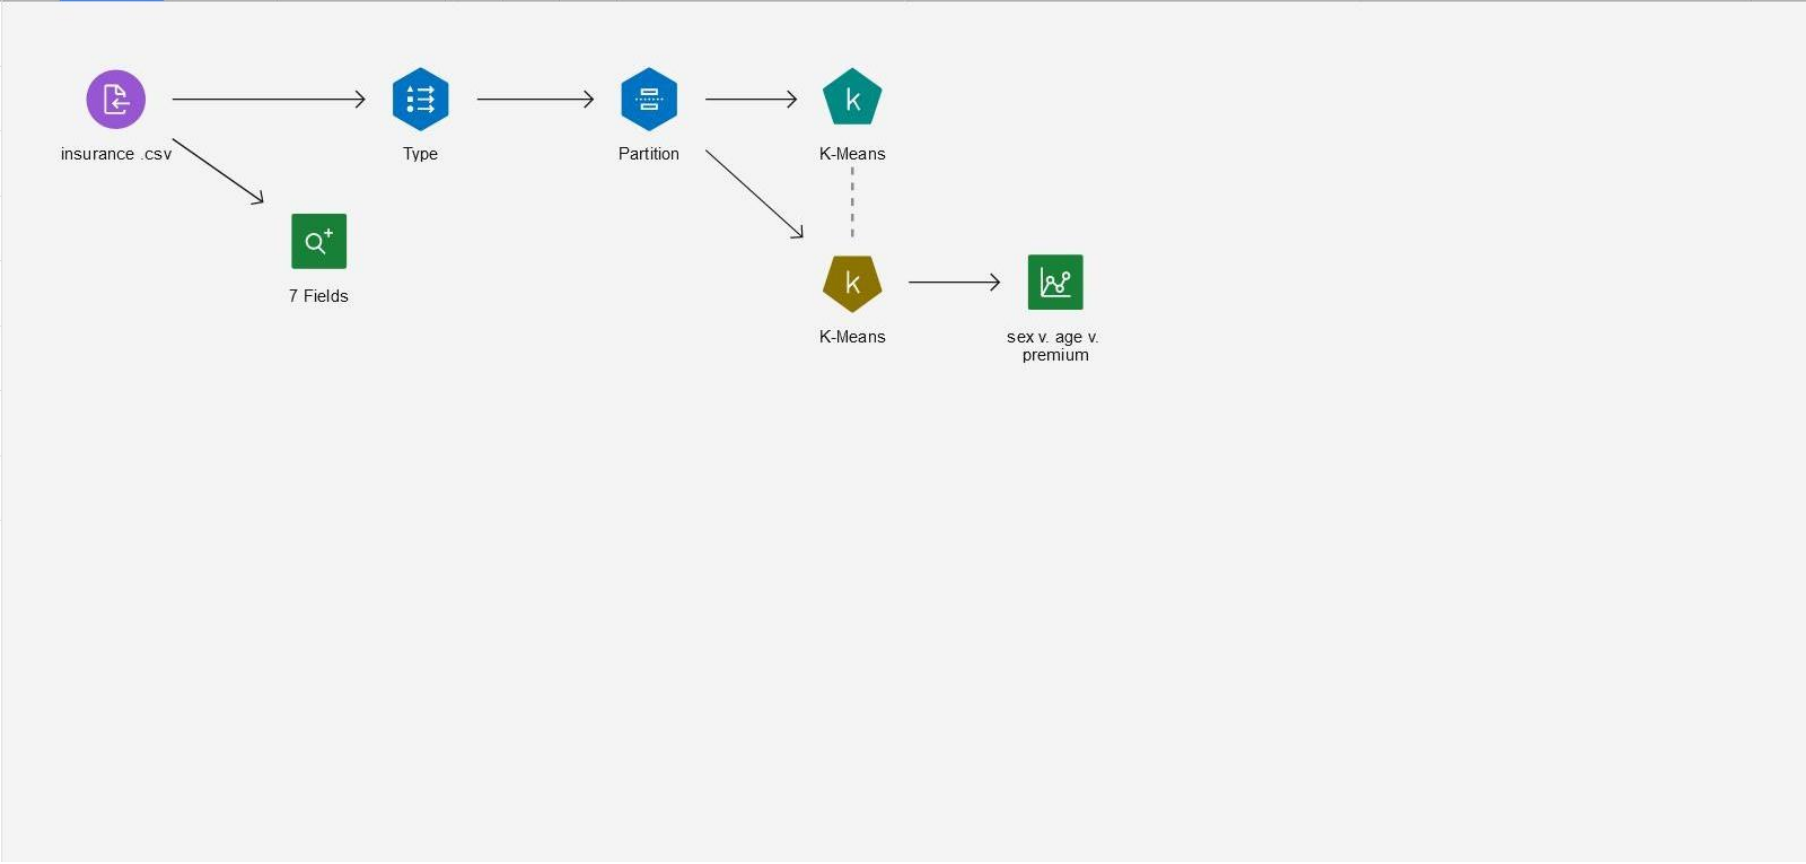 insurance .csv
Type
Partition
k
K-Means
7 Fields
k
K-Means
sex v. age v.
premium